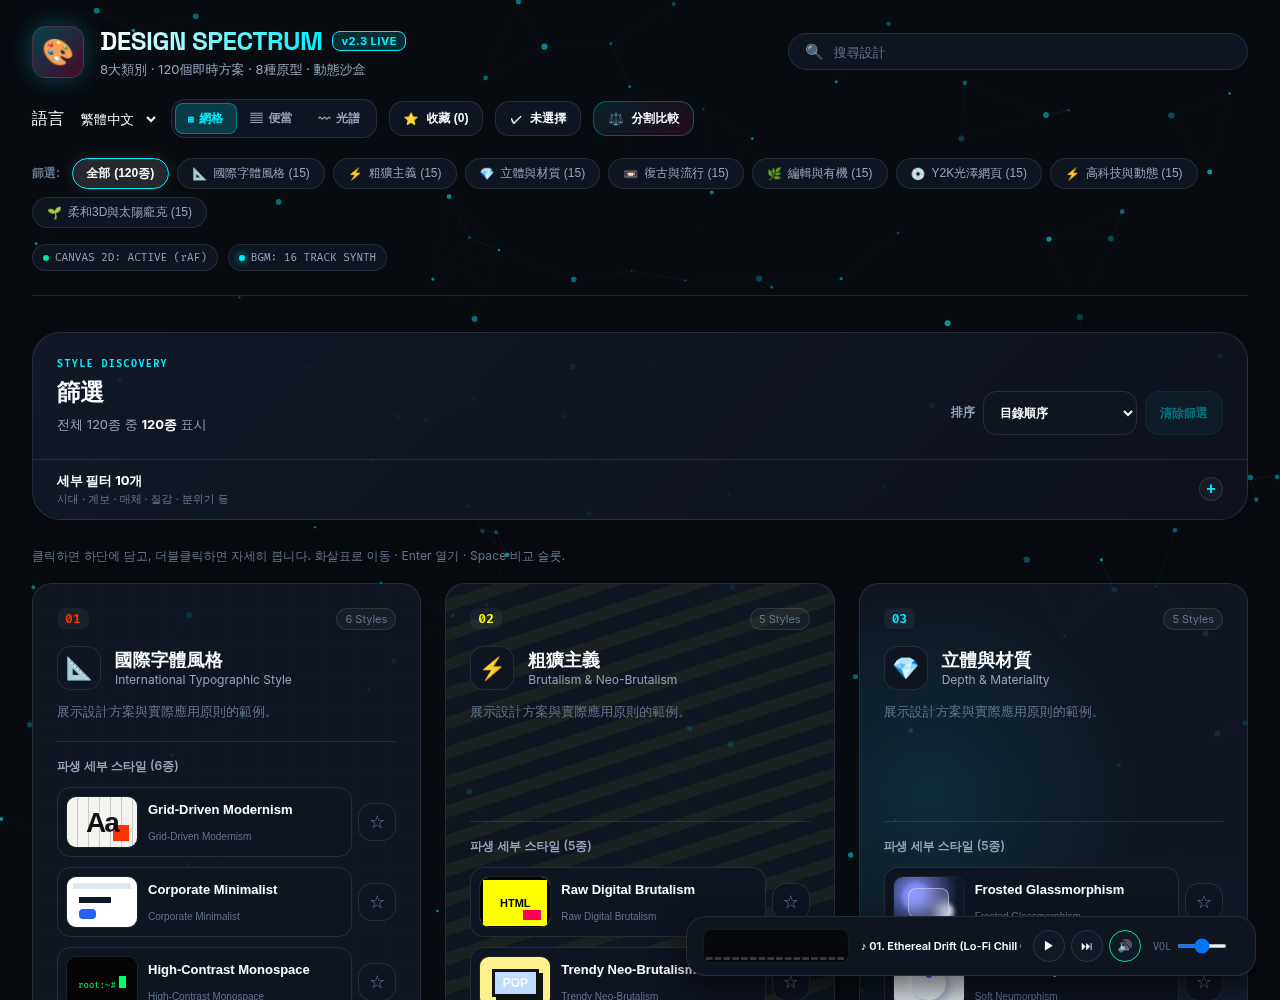 DESIGN SPECTRUM v2.3 LIVE
8大類別 · 120個即時方案 · 8種原型 · 動態沙盒
搜尋設計
語言 繁體中文 網格 便當 光譜 收藏 (0) 未選擇 分割比較
篩選: 全部 (120종) 國際字體風格 (15) 粗獷主義 (15) 立體與材質 (15) 復古與流行 (15) 編輯與有機 (15) Y2K光澤網頁 (15) 高科技與動態 (15)
柔和3D與太陽龐克 (15)
CANVAS 2D: ACTIVE (rAF) BGM: 16 TRACK SYNTH
STYLE DISCOVERY
篩選
전체 120종 중 120종 표시
排序 目錄順序 清除篩選
세부 필터 10개
시대 · 계보 · 매체 · 질감 · 분위기 등
클릭하면 하단에 담고, 더블클릭하면 자세히 봅니다. 화살표로 이동 · Enter 열기 · Space 비교 슬롯.
01 6 Styles
國際字體風格
International Typographic Style
展示設計方案與實際應用原則的範例。
파생 세부 스타일 (6종)
Aa
Grid-Driven Modernism
Grid-Driven Modernism
Corporate Minimalist
Corporate Minimalist
root:~#
High-Contrast Monospace
High-Contrast Monospace
02 5 Styles
粗獷主義
Brutalism & Neo-Brutalism
展示設計方案與實際應用原則的範例。
파생 세부 스타일 (5종)
HTML
Raw Digital Brutalism
Raw Digital Brutalism
POP
Trendy Neo-Brutalism
03 5 Styles
立體與材質
Depth & Materiality
展示設計方案與實際應用原則的範例。
파생 세부 스타일 (5종)
Frosted Glassmorphism
Frosted Glassmorphism
Soft Neumorphism
♪ 01. Ethereal Drift (Lo-Fi Chill VOL